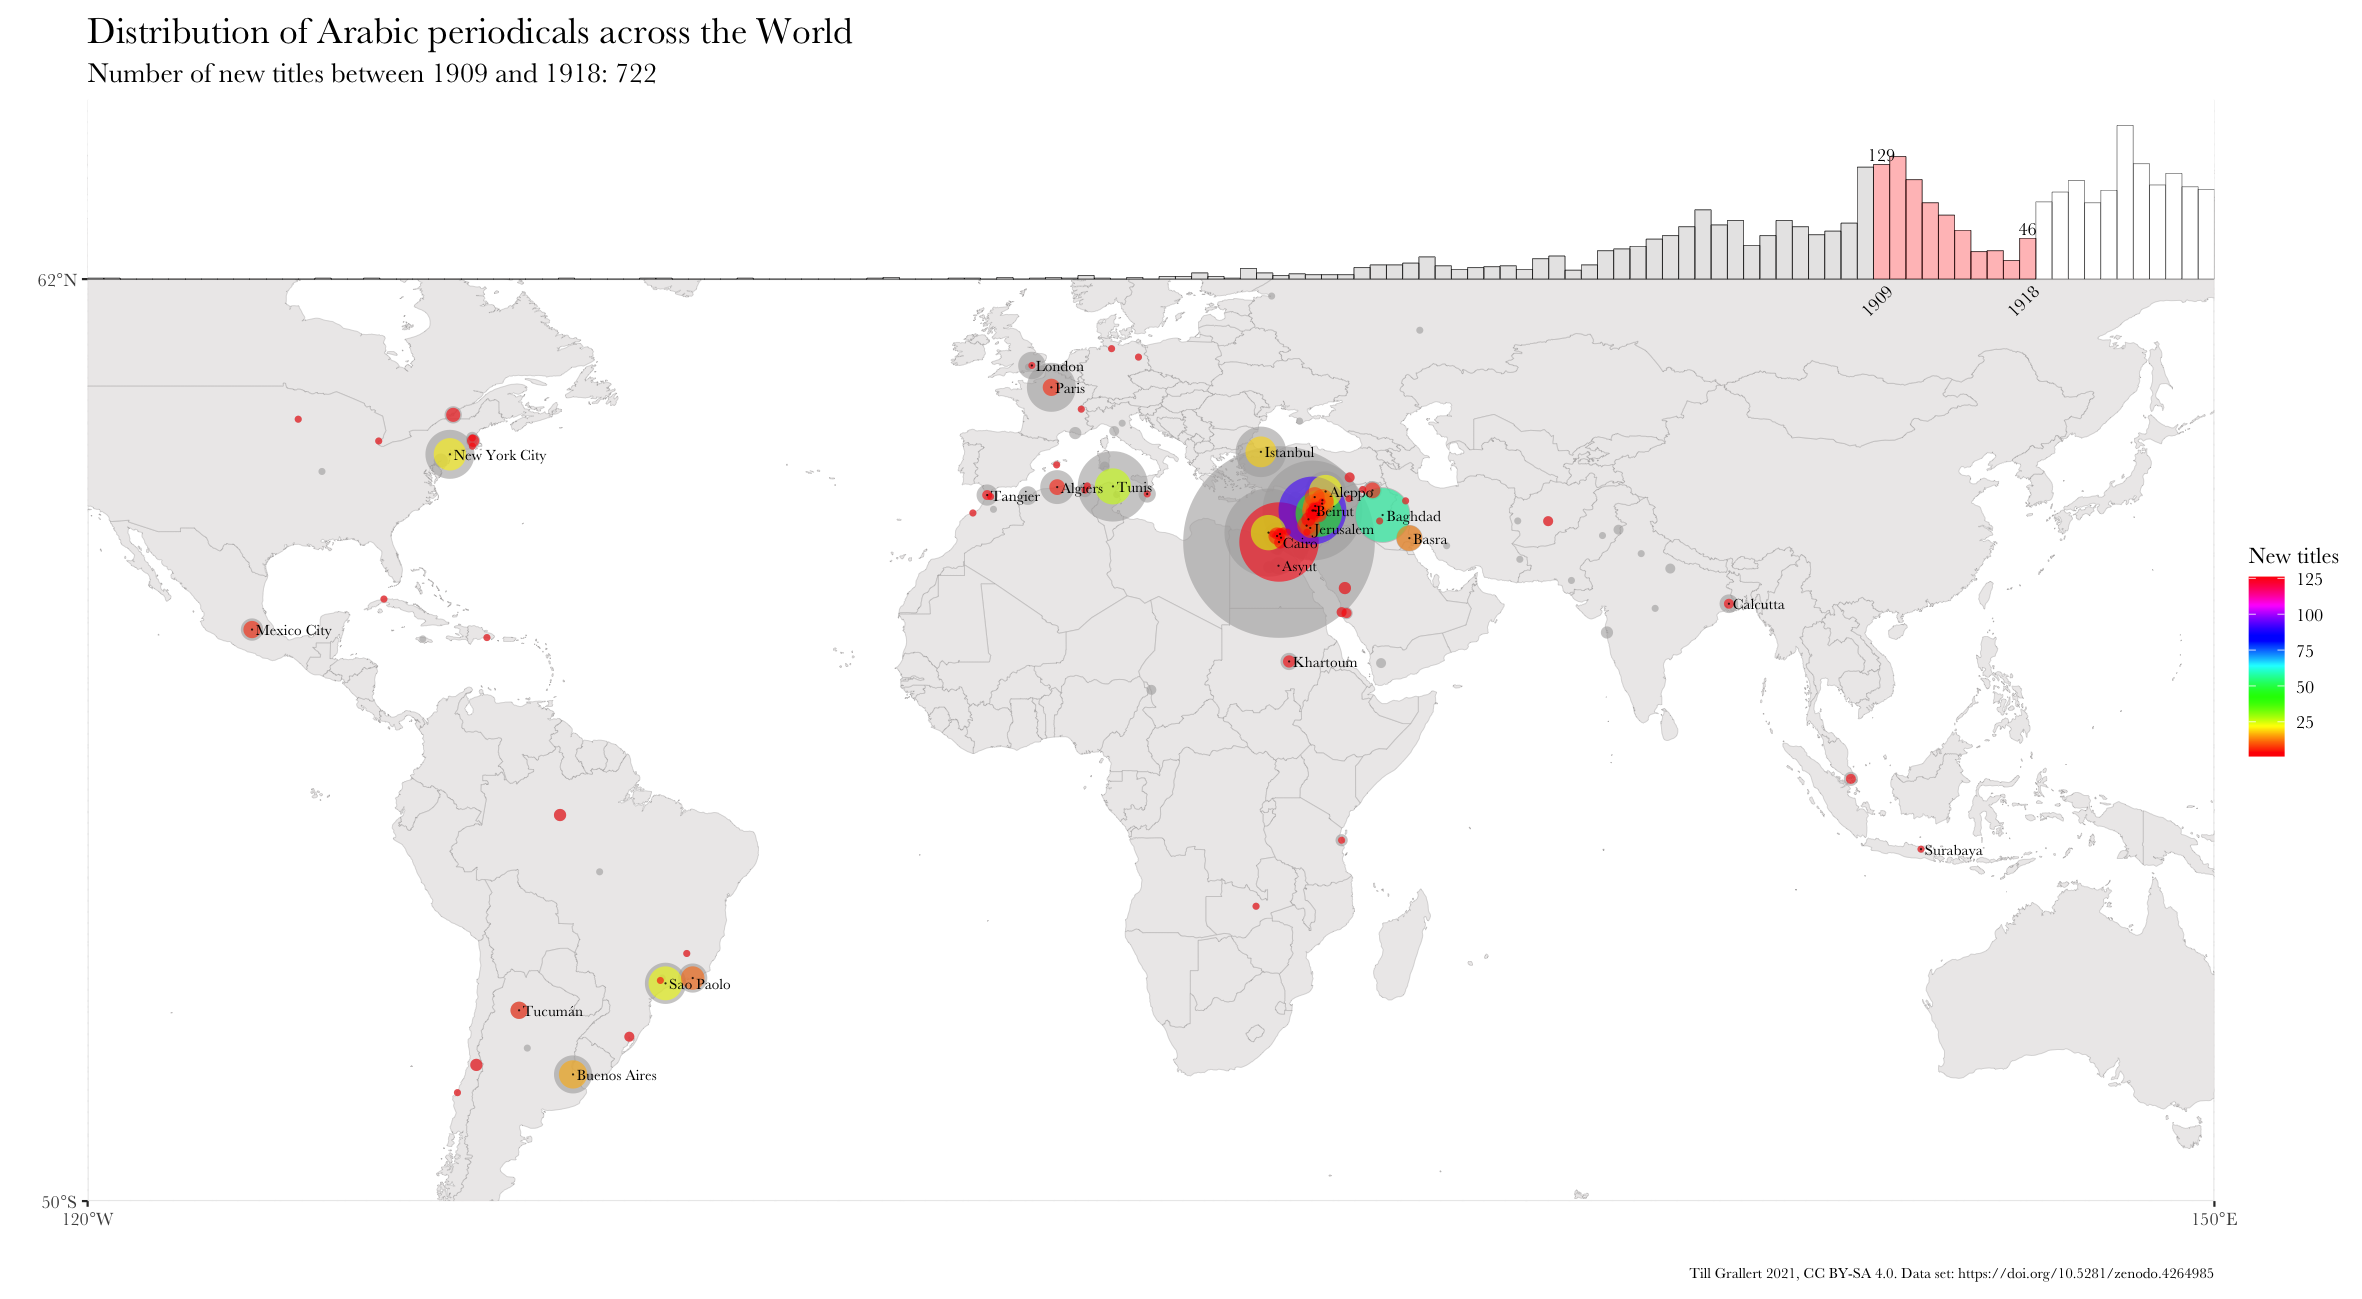 Distribution of Arabic periodicals across the World
Number of new titles between 1909 and 1918: 722
129
46
62°N
1909
1918
London
Paris
New York City
Istanbul
Tangier
Algiers
Tunis
Aleppo
Beirut
Baghdad
Jerusalem
Basra
Cairo
Asyut
New titles
125
100
75
50
25
Calcutta
Mexico City
Khartoum
Surabaya
Sao Paolo
Tucumán
Buenos Aires
50°S
120°W
150°E
Till Grallert 2021, CC BY-SA 4.0. Data set: https://doi.org/10.5281/zenodo.4264985